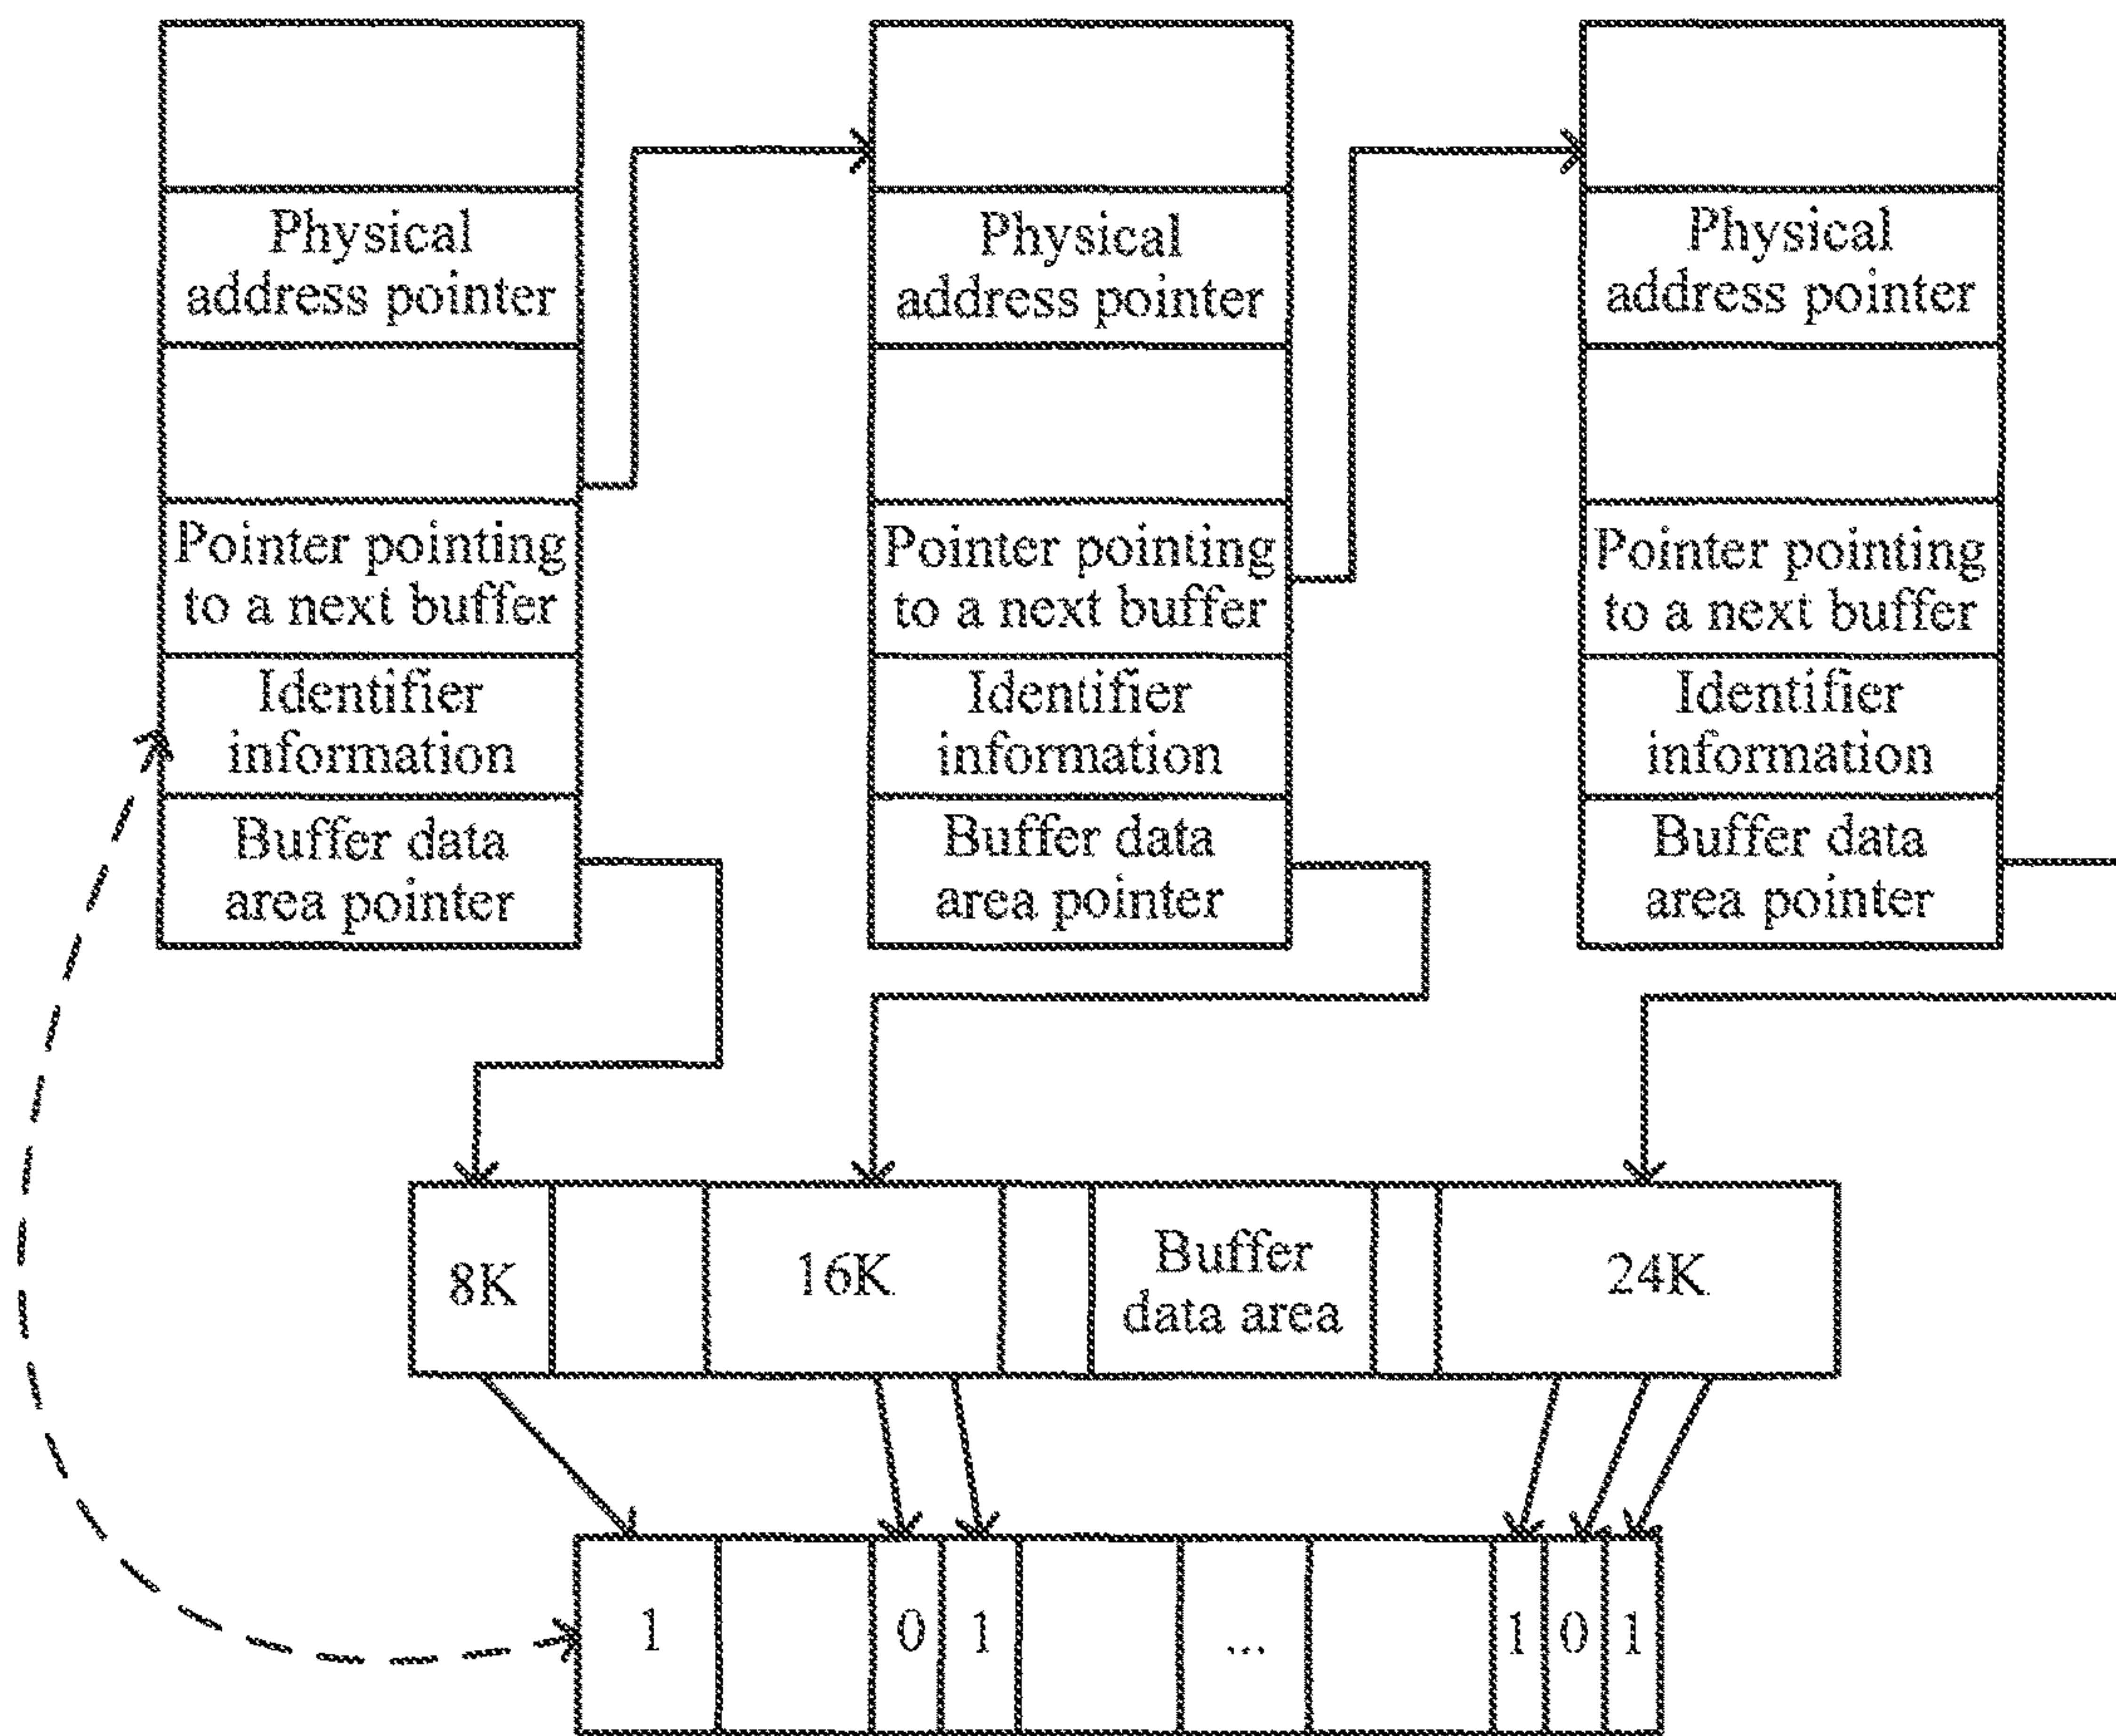 Physical
address pointer
Pointer pointing
to a next buffer
Identifier
information
Buffer data
area pointer
Physical
address pointer
Pointer pointing
to a next buffer
Identifier
information
Buffer data
area pointer
Physical
address pointer
Pointer pointing
to a next buffer
Identifier
information
Buffer data
area pointer
8K
16K
Buffer
data area
24K
1
0
1
...
1
0
1